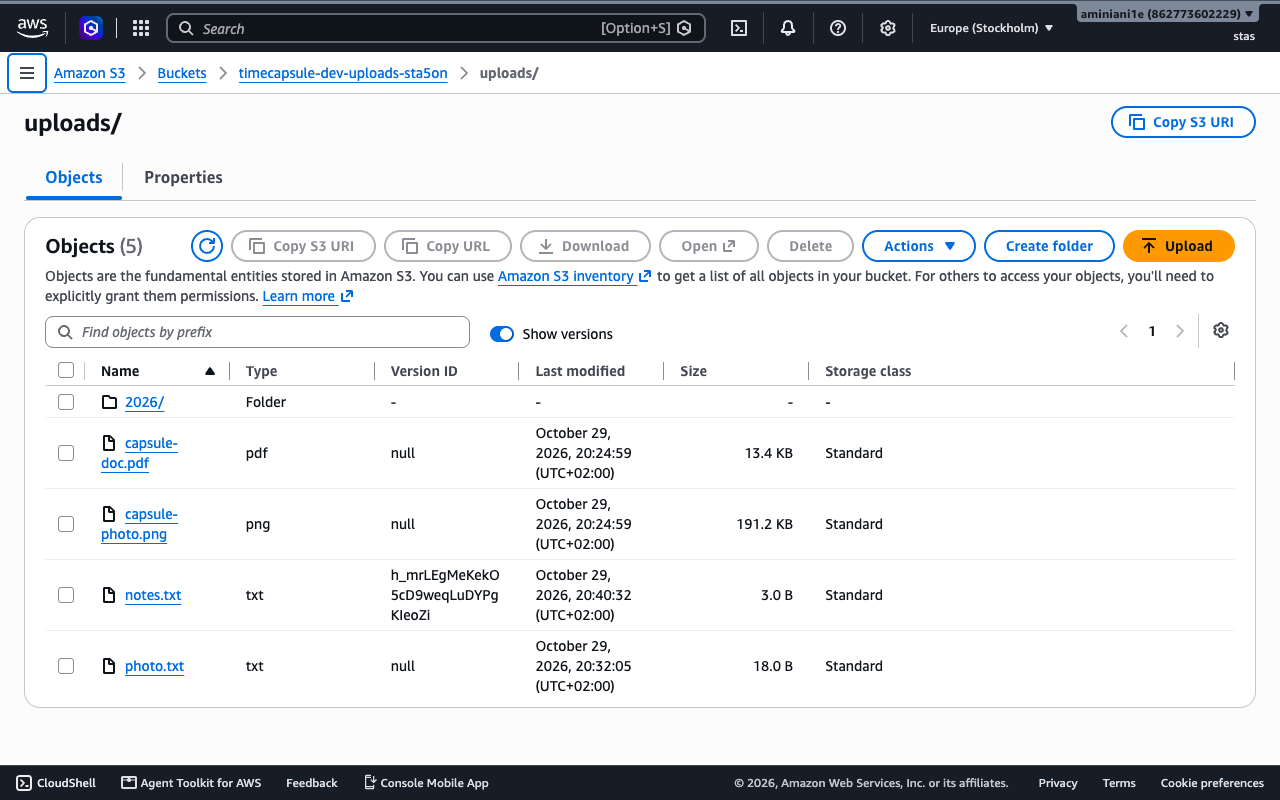 aws
Search
[Option+S]
Europe (Stockholm)
aminiani1e (862773602229)
stas
Amazon S3
Buckets
timecapsule-dev-uploads-sta5on
uploads/
uploads/
Copy S3 URI
Objects
Properties
Objects (5)
Copy S3 URI
Copy URL
Download
Open
Delete
Actions
Create folder
Upload
Objects are the fundamental entities stored in Amazon S3. You can use Amazon S3 inventory to get a list of all objects in your bucket. For others to access your objects, you'll need to
explicitly grant them permissions. Learn more
Find objects by prefix
Show versions
1
Name
Type
Version ID
Last modified
Size
Storage class
2026/
Folder
-
-
-
-
capsule-
doc.pdf
pdf
null
October 29,
2026, 20:24:59
(UTC+02:00)
13.4 KB
Standard
capsule-
photo.png
png
null
October 29,
2026, 20:24:59
(UTC+02:00)
191.2 KB
Standard
notes.txt
txt
h_mrLEgMeKekO
5cD9weqLuDYPg
KIeoZi
October 29,
2026, 20:40:32
(UTC+02:00)
3.0 B
Standard
photo.txt
txt
null
October 29,
2026, 20:32:05
(UTC+02:00)
18.0 B
Standard
CloudShell
Agent Toolkit for AWS
Feedback
Console Mobile App
© 2026, Amazon Web Services, Inc. or its affiliates.
Privacy
Terms
Cookie preferences